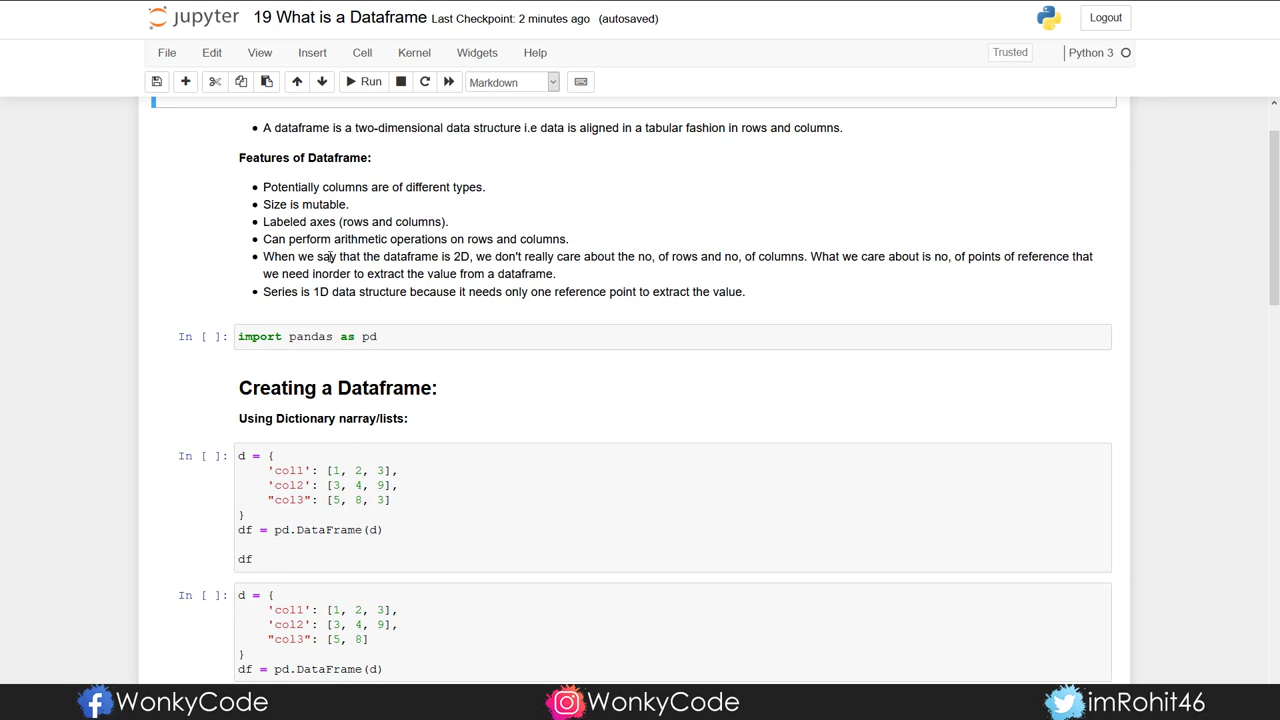 jupyter 19 What is a Dataframe Last Checkpoint: 2 minutes ago (autosaved) Logout
File Edit View Insert Cell Kernel Widgets Help Trusted Python 3
Run Markdown
A dataframe is a two-dimensional data structure i.e data is aligned in a tabular fashion in rows and columns.
Features of Dataframe:
Potentially columns are of different types.
Size is mutable.
Labeled axes (rows and columns).
Can perform arithmetic operations on rows and columns.
When we say that the dataframe is 2D, we don't really care about the no, of rows and no, of columns. What we care about is no, of points of reference that
we need inorder to extract the value from a dataframe.
Series is 1D data structure because it needs only one reference point to extract the value.
In [ ]: import pandas as pd
Creating a Dataframe:
Using Dictionary narray/lists:
In [ ]: d = {
'col1': [1, 2, 3],
'col2': [3, 4, 9],
"col3": [5, 8, 3]
}
df = pd.DataFrame(d)
df
In [ ]: d = {
'col1': [1, 2, 3],
'col2': [3, 4, 9],
"col3": [5, 8]
}
df = pd.DataFrame(d)
WonkyCode WonkyCode imRohit46